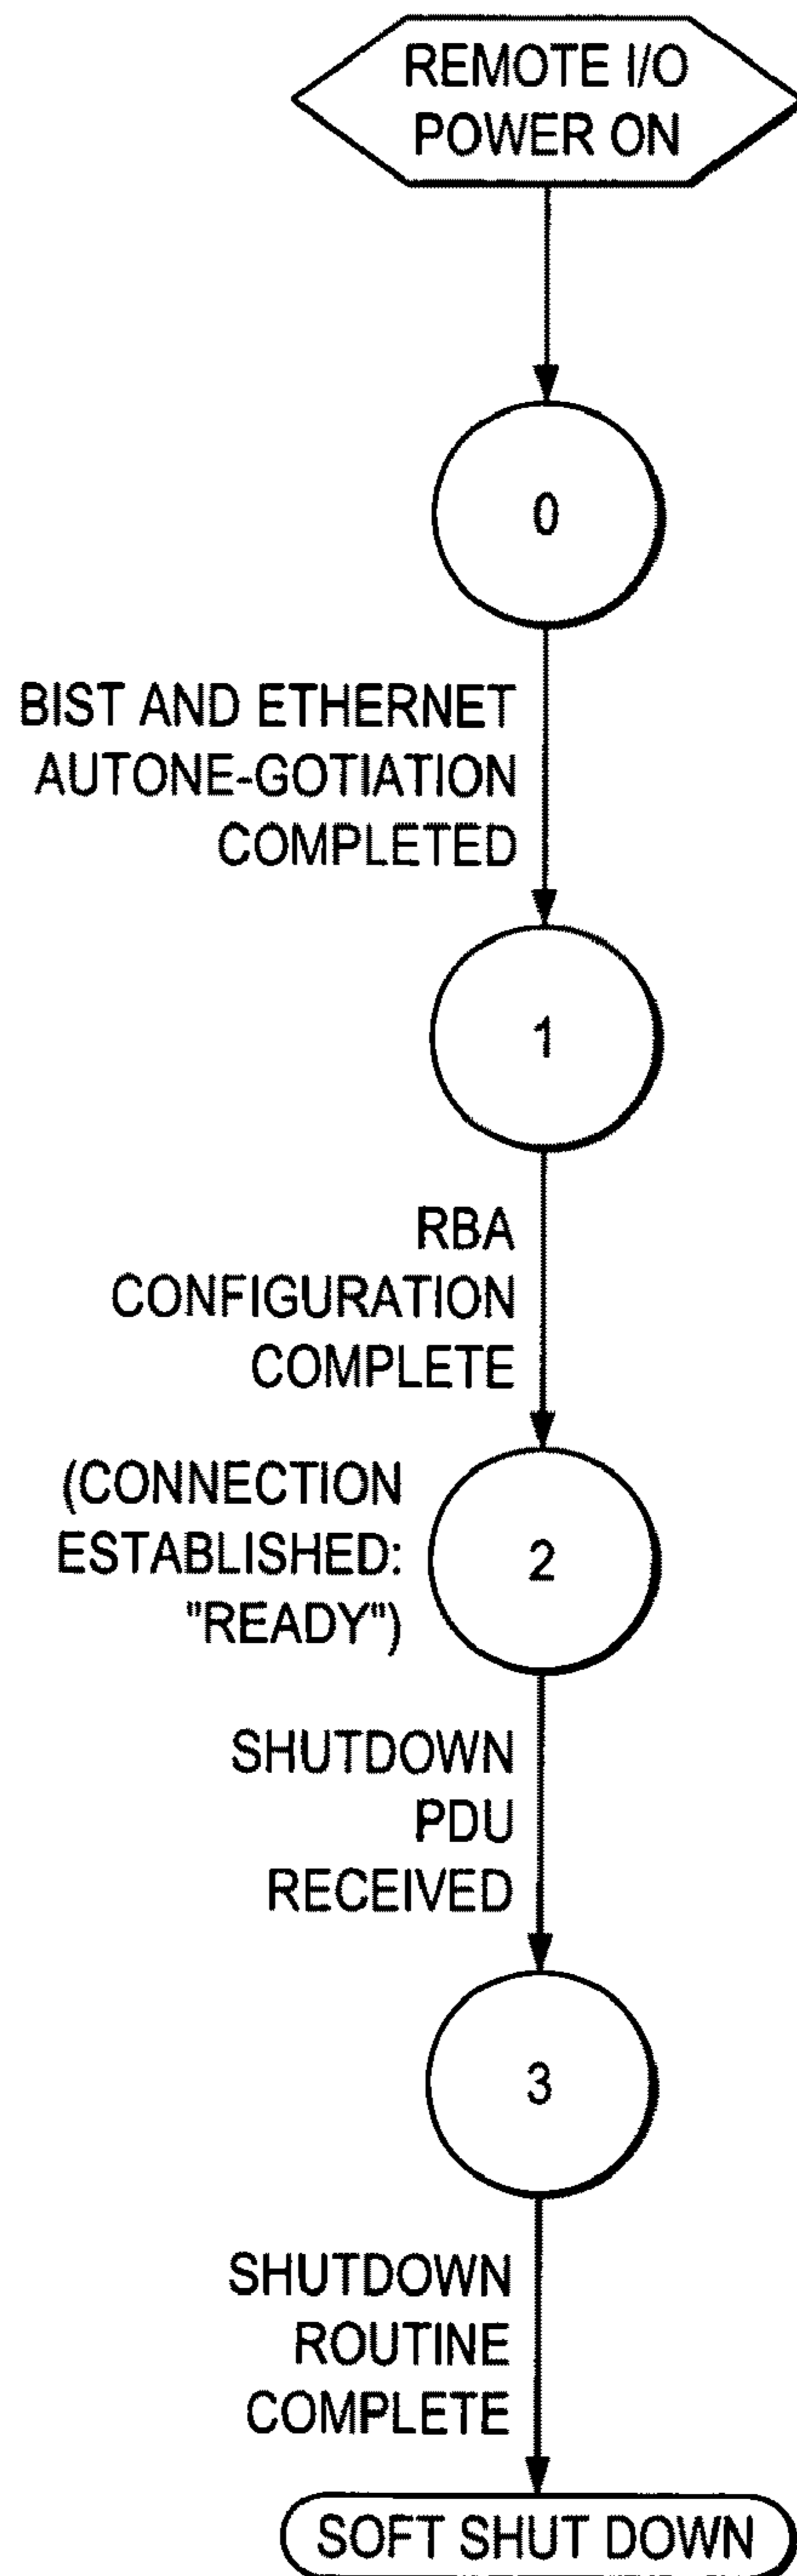 REMOTE I/O
POWER ON
0
BIST AND ETHERNET
AUTONE-GOTIATION
COMPLETED
1
RBA
CONFIGURATION
COMPLETE
(CONNECTION
ESTABLISHED:
"READY")
2
SHUTDOWN
PDU
RECEIVED
3
SHUTDOWN
ROUTINE
COMPLETE
SOFT SHUT DOWN